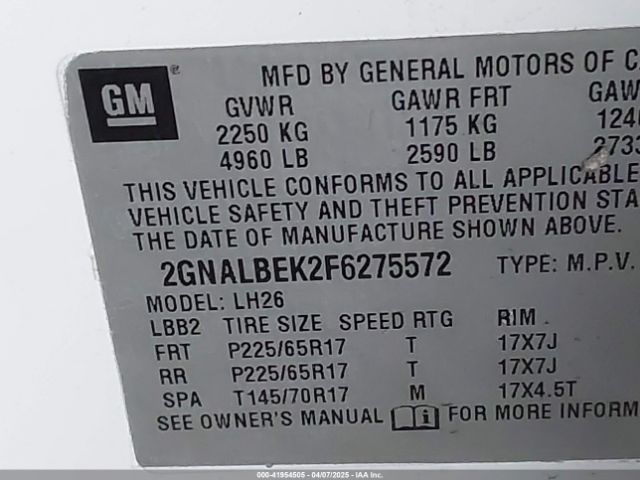 GM ®
MFD BY GENERAL MOTORS OF
GVWR GAWR FRT
2250 KG 1175 KG
4960 LB 2590 LB
THIS VEHICLE CONFORMS TO ALL APPLICABLE
VEHICLE SAFETY AND THEFT PREVENTION STA
THE DATE OF MANUFACTURE SHOWN ABOVE.
2GNALBEK2F6275572 TYPE: M.P.V.
MODEL: LH26
LBB2 TIRE SIZE SPEED RTG RIM
FRT P225/65R17 T 17X7J
RR P225/65R17 T 17X7J
SPA T145/70R17 M 17X4.5T
SEE OWNER'S MANUAL i FOR MORE INFORM
000-41954505 - 04/07/2025 - IAAI.COM